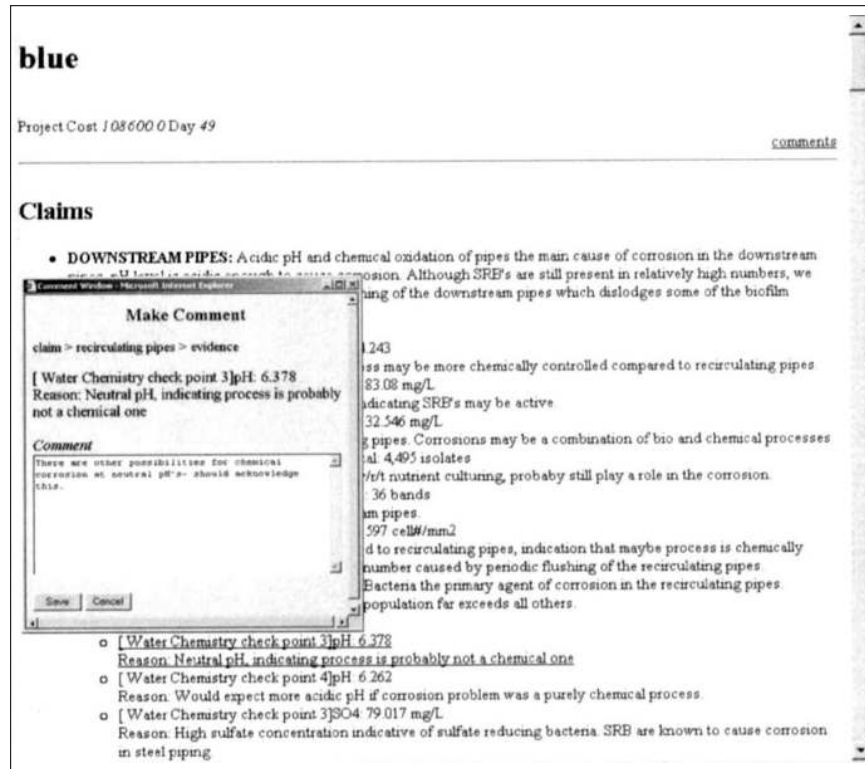 blue
Project Cost 108600 0 Day 49
comments
Claims
• DOWNSTREAM PIPES: Acidic pH and chemical oxidation of pipes the main cause of corrosion in the downstream
pipes. pH level is acidic enough to cause corrosion. Although SRB's are still present in relatively high numbers, we
hing of the downstream pipes which dislodges some of the biofilm
Comment Window - Microsoft Internet Explorer
Make Comment
claim > recirculating pipes > evidence
[ Water Chemistry check point 3]pH: 6.378
Reason: Neutral pH, indicating process is probably
not a chemical one
Comment
There are other possibilities for chemical
corrosion at neutral pH's- should acknowledge
this.
Save Cancel
.243
ss may be more chemically controlled compared to recirculating pipes
83.08 mg/L
ndicating SRB's may be active
32.546 mg/L
g pipes. Corrosions may be a combination of bio and chemical processes
al: 4,495 isolates
/r/t nutrient culturing, probaby still play a role in the corrosion.
: 36 bands
am pipes.
597 cell#/mm2
d to recirculating pipes, indication that maybe process is chemically
number caused by periodic flushing of the recirculating pipes.
Bacteria the primary agent of corrosion in the recirculating pipes.
population far exceeds all others.
o [ Water Chemistry check point 3]pH: 6.378
Reason: Neutral pH, indicating process is probably not a chemical one
o [ Water Chemistry check point 4]pH: 6.262
Reason: Would expect more acidic pH if corrosion problem was a purely chemical process.
o [ Water Chemistry check point 3]SO4: 79.017 mg/L
Reason: High sulfate concentration indicative of sulfate reducing bacteria. SRB are known to cause corrosion
in steel piping.